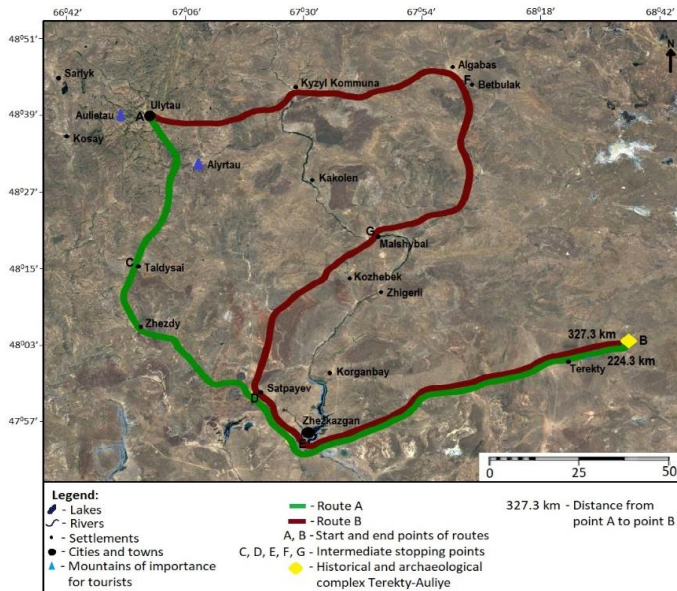 66°42' 67°06' 67°30' 67°54' 68°18' 68°42'
48°51'
N
Sarlyk
Algabas
F
Betbulak
Kyzyl Kommuna
48°39'
Aulietau
A
Ulytau
Kosay
Aiyrtau
48°27'
Kakolen
G
Malshybai
48°15'
C
Taldysai
Kozhebek
Zhigerli
48°03'
Zhezdy
327.3 km
B
224.3 km
Terekty
Korganbay
Satpayev
D
47°57'
Zhezkazgan
E
0 25 50
Legend:
- Lakes
- Rivers
- Settlements
- Cities and towns
- Mountains of importance
for tourists
- Route A
- Route B
A, B - Start and end points of routes
C, D, E, F, G - Intermediate stopping points
- Historical and archaeological
complex Terekty-Auliye
327.3 km - Distance from
point A to point B